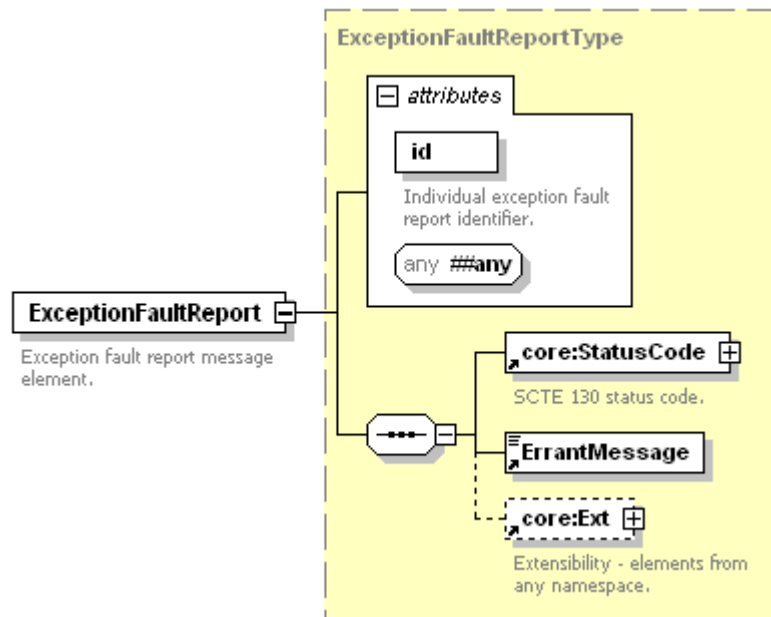 ExceptionFaultReportType
attributes
id
Individual exception fault
report identifier.
any ##any
ExceptionFaultReport
Exception fault report message
element.
core:StatusCode
SCTE 130 status code.
ErrantMessage
core:Ext
Extensibility - elements from
any namespace.